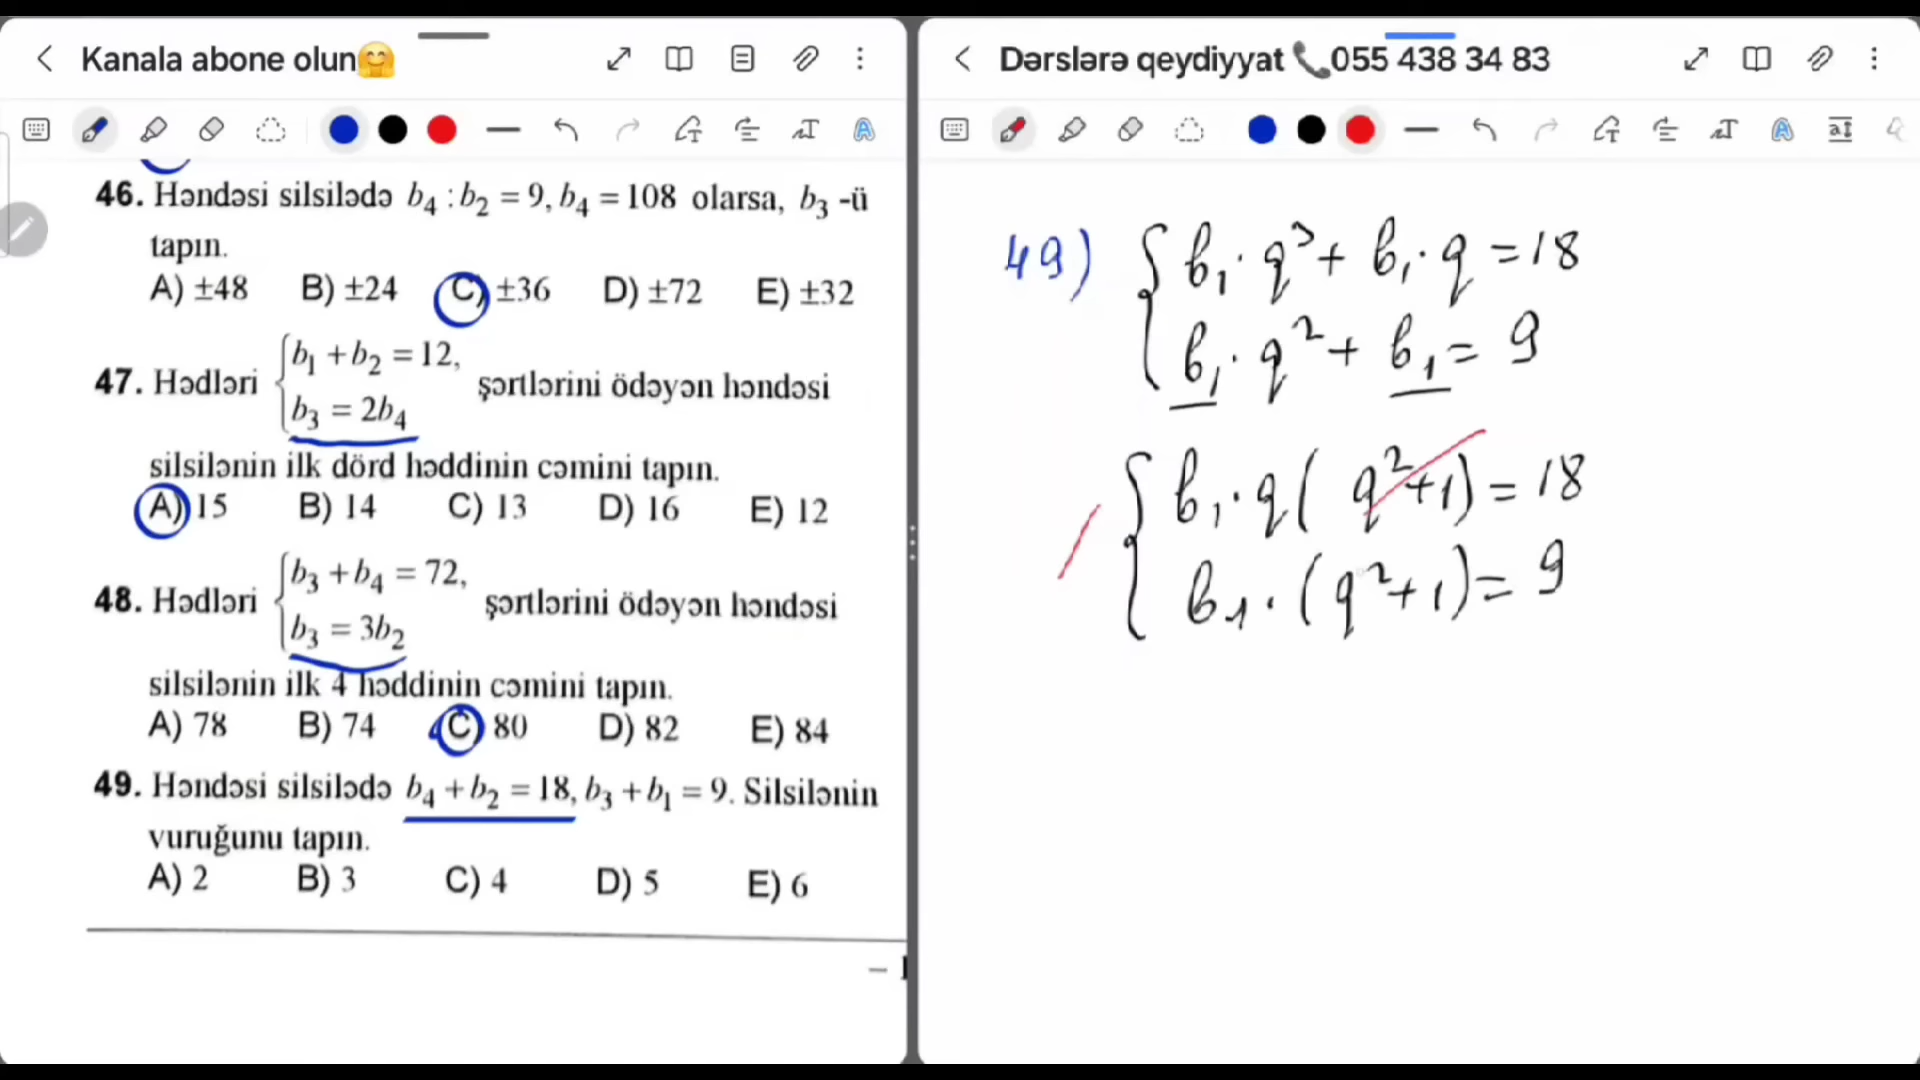 Kanala abone olun🤗
Dərslərə qeydiyyat 📞055 438 34 83
46. Həndəsi silsilədə b₄ : b₂ = 9, b₄ = 108 olarsa, b₃ -ü
tapın.
A) ±48 B) ±24 C) ±36 D) ±72 E) ±32
47. Hədləri { b₁ + b₂ = 12, b₃ = 2b₄ şərtlərini ödəyən həndəsi
silsilənin ilk dörd həddinin cəmini tapın.
A) 15 B) 14 C) 13 D) 16 E) 12
48. Hədləri { b₃ + b₄ = 72, b₃ = 3b₂ şərtlərini ödəyən həndəsi
silsilənin ilk 4 həddinin cəmini tapın.
A) 78 B) 74 C) 80 D) 82 E) 84
49. Həndəsi silsilədə b₄ + b₂ = 18, b₃ + b₁ = 9. Silsilənin
vuruğunu tapın.
A) 2 B) 3 C) 4 D) 5 E) 6
49) { b₁ · q³ + b₁ · q = 18
b₁ · q² + b₁ = 9
{ b₁ · q ( q² + 1) = 18
b₁ · (q² + 1) = 9